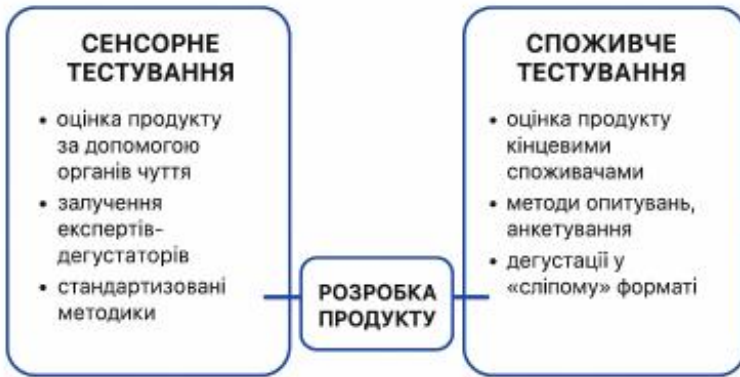 СЕНСОРНЕ
ТЕСТУВАННЯ
• оцінка продукту
за допомогою
органів чуття
• залучення
експертів-
дегустаторів
• стандартизовані
методики
РОЗРОБКА
ПРОДУКТУ
СПОЖИВЧЕ
ТЕСТУВАННЯ
• оцінка продукту
кінцевими
споживачами
• методи опитувань,
анкетування
• дегустації у
«сліпому» форматі